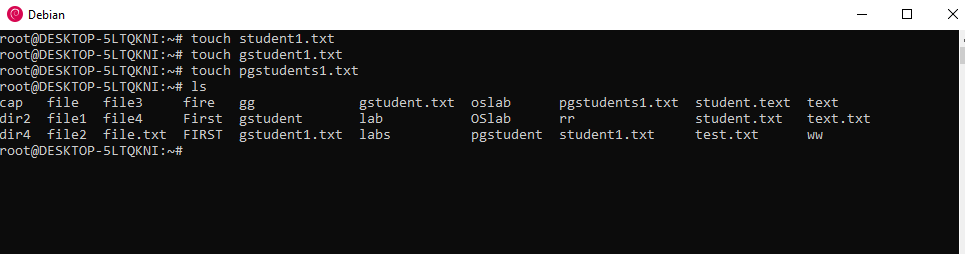 Debian
root@DESKTOP-5LTQKNI:~# touch student1.txt
root@DESKTOP-5LTQKNI:~# touch gstudent1.txt
root@DESKTOP-5LTQKNI:~# touch pgstudents1.txt
root@DESKTOP-5LTQKNI:~# ls
cap   file   file3     fire   gg             gstudent.txt  oslab      pgstudents1.txt  student.text  text
dir2  file1  file4     First  gstudent       lab           OSlab      rr               student.txt   text.txt
dir4  file2  file.txt  FIRST  gstudent1.txt  labs          pgstudent  student1.txt     test.txt      ww
root@DESKTOP-5LTQKNI:~#